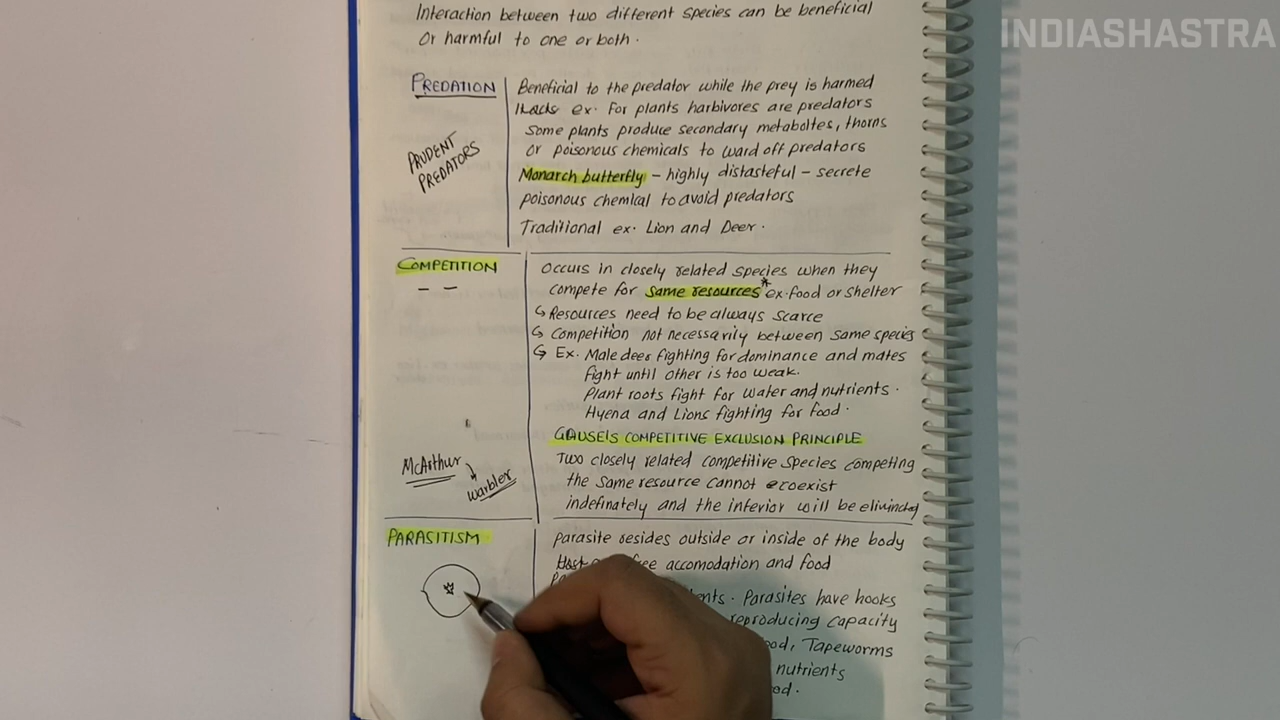 INDIASHASTRA
Interaction between two different species can be beneficial
Or harmful to one or both.
PREDATION
PRUDENT
PREDATORS
Beneficial to the predator while the prey is harmed
ex. For plants harbivores are predators
Some plants produce secondary metaboltes, thorns
or poisonous chemicals to ward off predators
Monarch butterfly - highly distasteful - secrete
poisonous chemical to avoid predators
Traditional ex. Lion and Deer.
COMPETITION
- -
Occurs in closely related species when they
compete for same resources* ex. food or shelter
↳ Resources need to be always scarce
↳ Competition not necessarily between same species
↳ Ex. Male deer fighting for dominance and mates
fight until other is too weak.
Plant roots fight for water and nutrients.
Hyena and Lions fighting for food.
GAUSE'S COMPETITIVE EXCLUSION PRINCIPLE
Two closely related competitive species competing
the same resource cannot coexist
indefinately and the inferior will be
McArthur
Warbler
PARASITISM
Parasite resides outside or inside of the body
free accomodation and food
Parasites have hooks
reproducing capacity
Tapeworms
nutrients